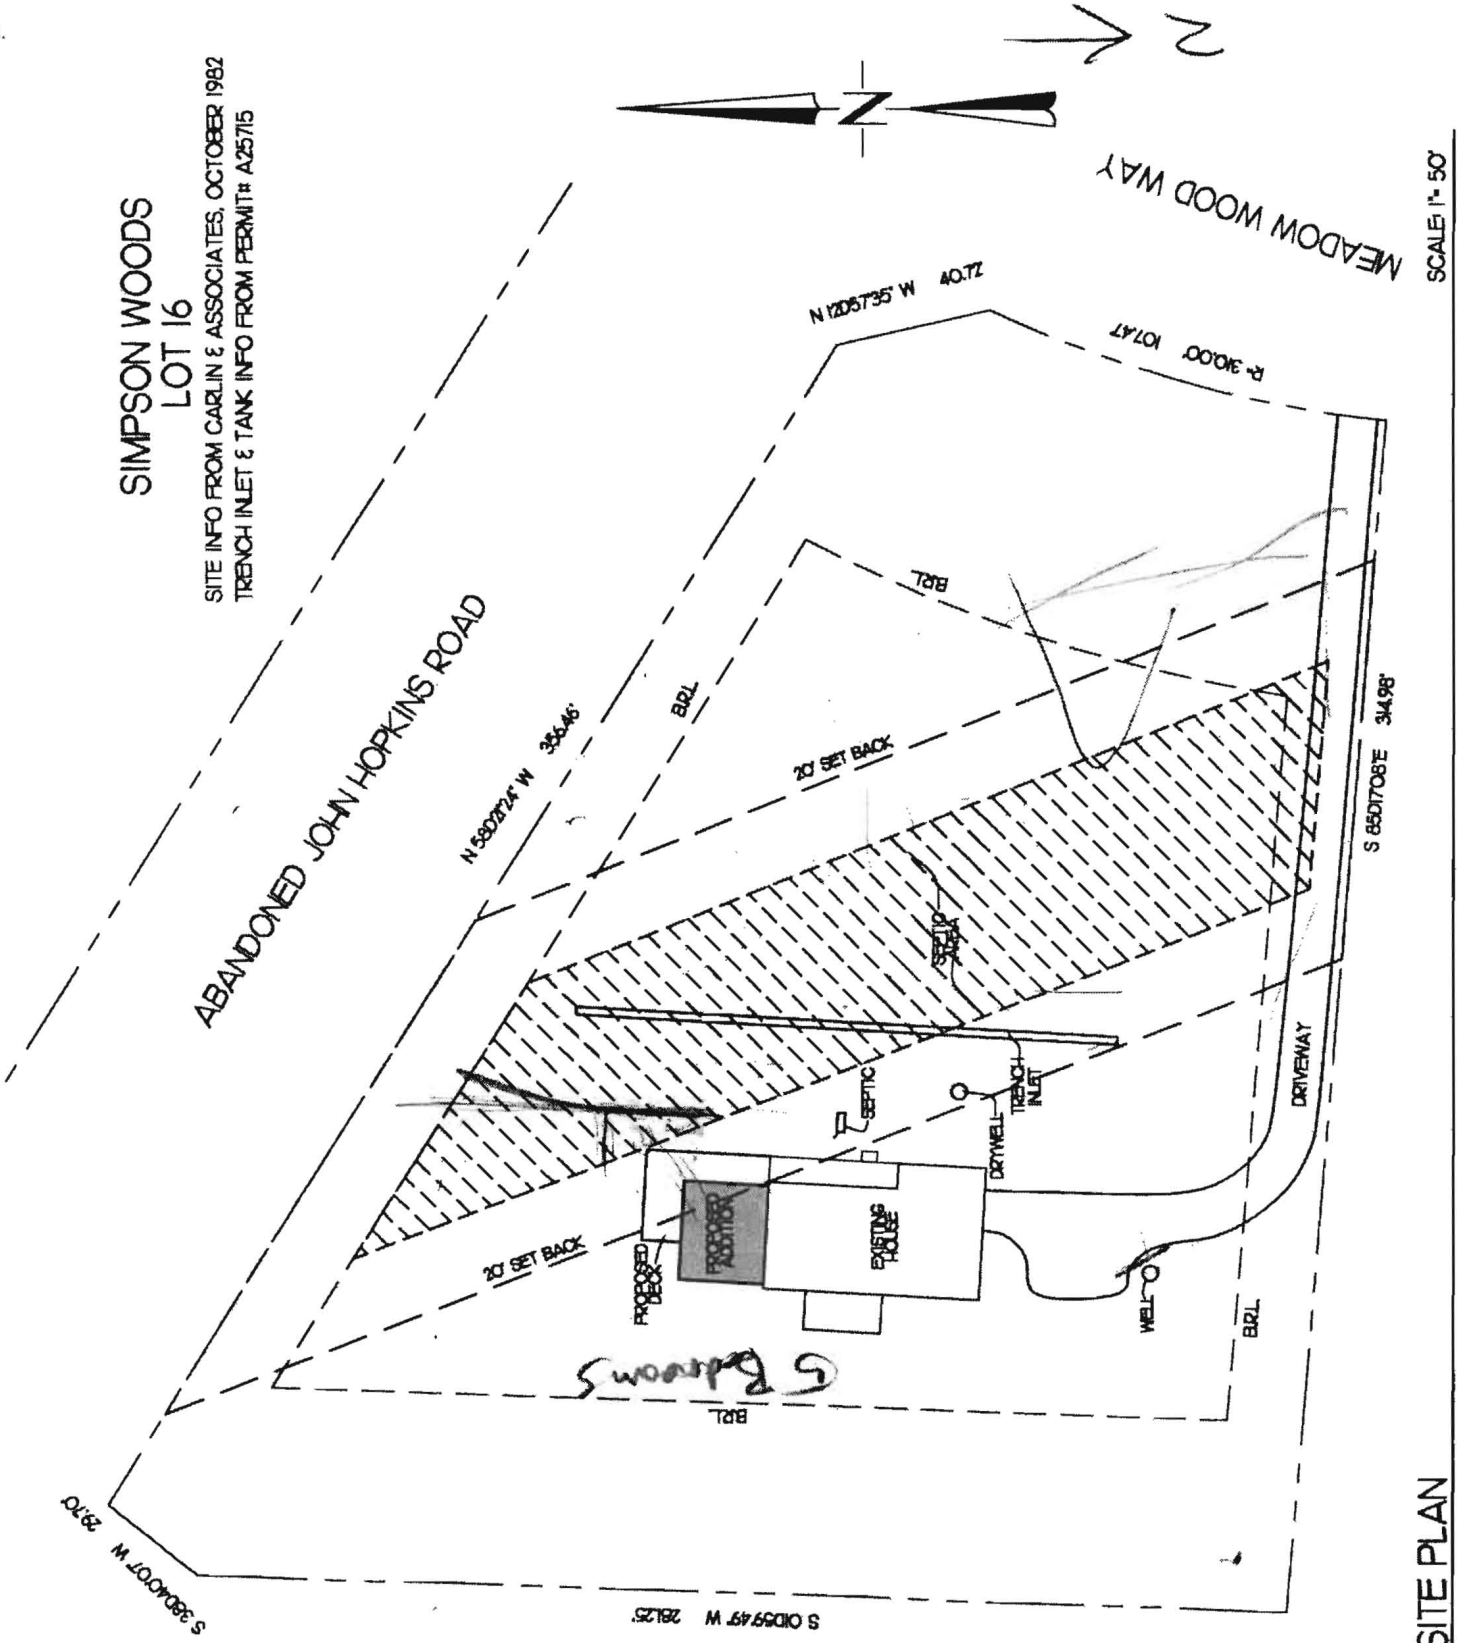 SIMPSON WOODS
LOT 16
SITE INFO FROM CARLIN & ASSOCIATES, OCTOBER 1982
TRENCH INLET & TANK INFO FROM PERMIT# A25715
N
N
ABANDONED JOHN HOPKINS ROAD
MEADOW WOOD WAY
N 12D57'35" W 40.77'
R=310.00' 107.47
N 58D21'24" W 356.46'
B.R.L.
B.R.L.
20' SET BACK
SEPTIC
AREA
S 85D17'08"E 314.98'
SEPTIC
TRENCH
INLET
DRYWELL
DRIVEWAY
PROPOSED
ADDITION
PROPOSED
DECK
EXISTING
HOUSE
20' SET BACK
WELL
B.R.L.
5 Bedrooms
B.R.L.
S 38D40'07" W 29.70'
S 01D59'49" W 281.25'
SITE PLAN
SCALE: 1"= 50'